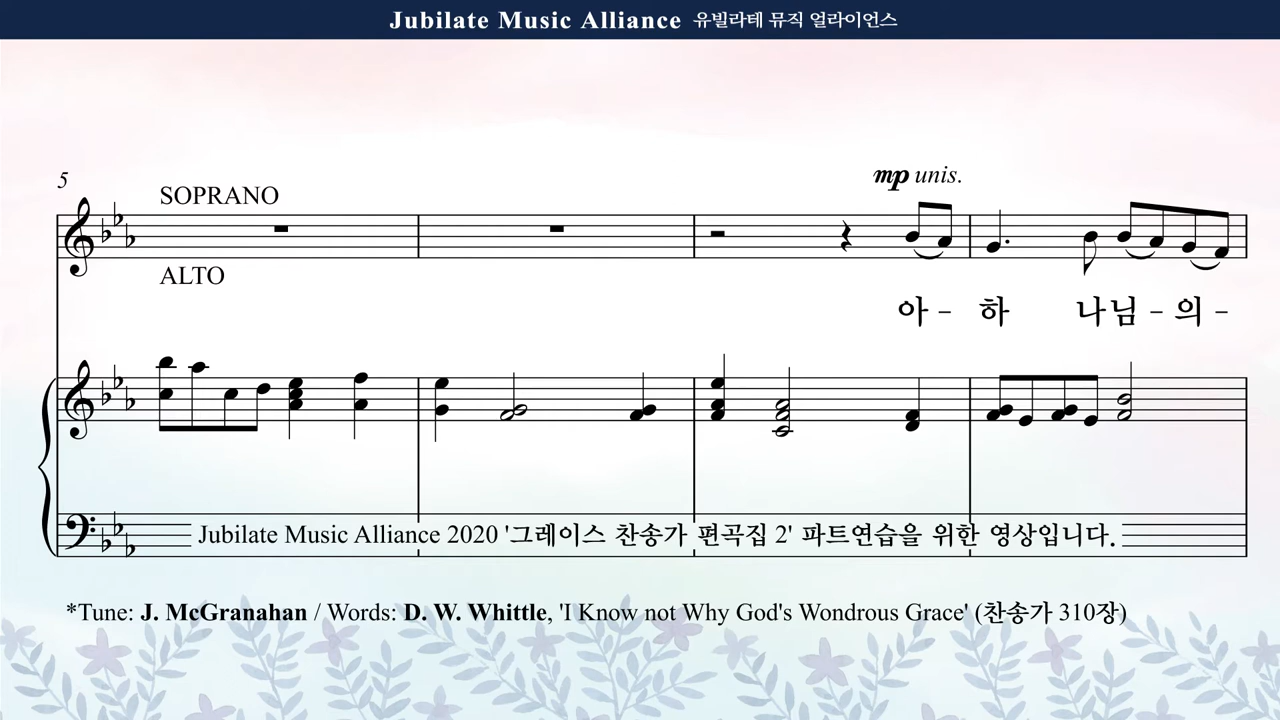 Jubilate Music Alliance 유빌라테 뮤직 얼라이언스
5
SOPRANO
mp unis.
ALTO
아 - 하 나님 - 의 -
Jubilate Music Alliance 2020 '그레이스 찬송가 편곡집 2' 파트연습을 위한 영상입니다.
*Tune: J. McGranahan / Words: D. W. Whittle, 'I Know not Why God's Wondrous Grace' (찬송가 310장)